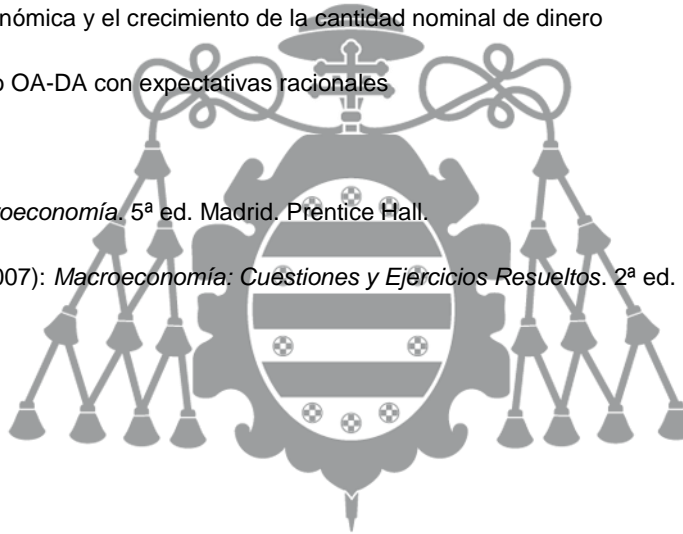 nómica y el crecimiento de la cantidad nominal de dinero
o OA-DA con expectativas racionales
roeconomía. 5ª ed. Madrid. Prentice Hall.
007): Macroeconomía: Cuestiones y Ejercicios Resueltos. 2ª ed.